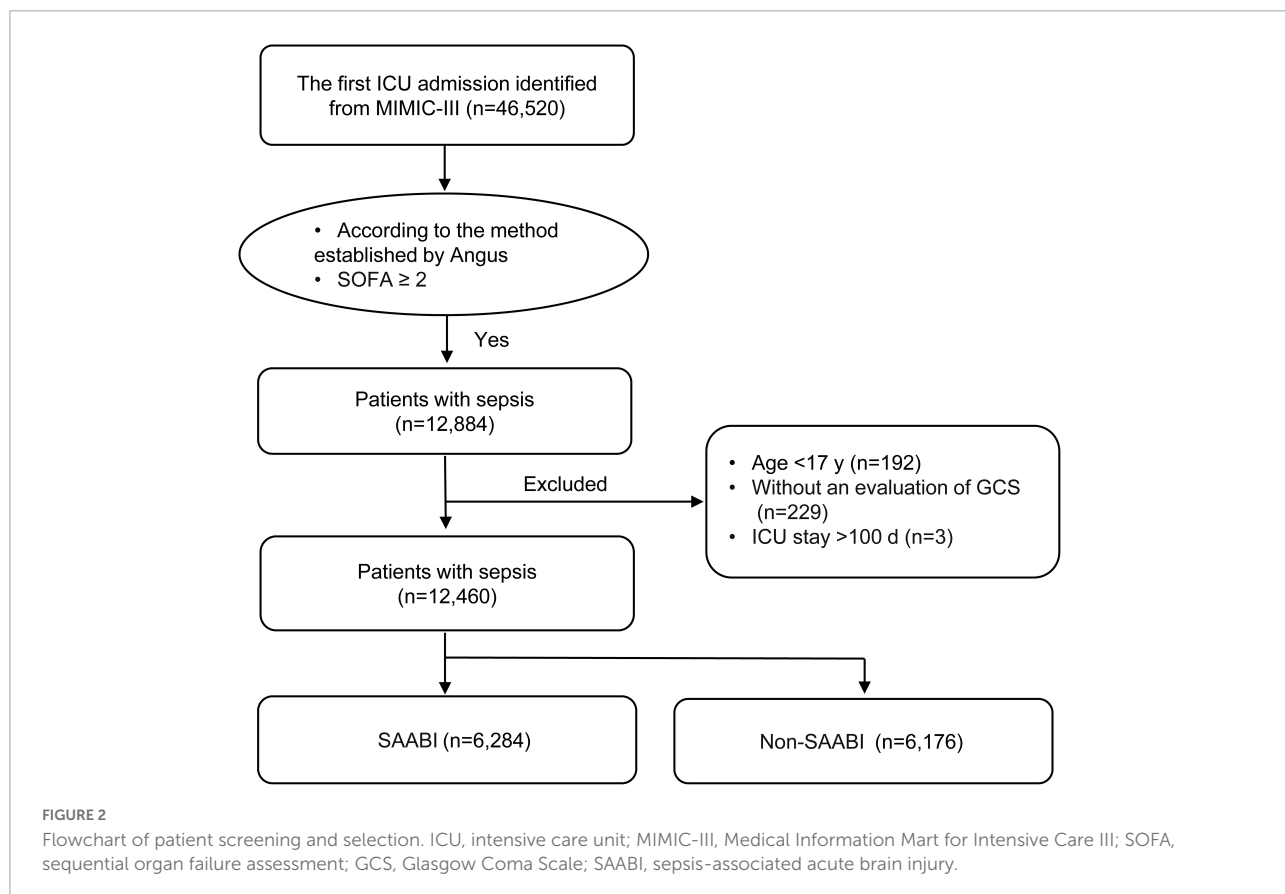 The first ICU admission identified
from MIMIC-III (n=46,520)
• According to the method
established by Angus
• SOFA ≥ 2
Yes
Patients with sepsis
(n=12,884)
Excluded
• Age <17 y (n=192)
• Without an evaluation of GCS
(n=229)
• ICU stay >100 d (n=3)
Patients with sepsis
(n=12,460)
SAABI (n=6,284)
Non-SAABI (n=6,176)
FIGURE 2
Flowchart of patient screening and selection. ICU, intensive care unit; MIMIC-III, Medical Information Mart for Intensive Care III; SOFA,
sequential organ failure assessment; GCS, Glasgow Coma Scale; SAABI, sepsis-associated acute brain injury.